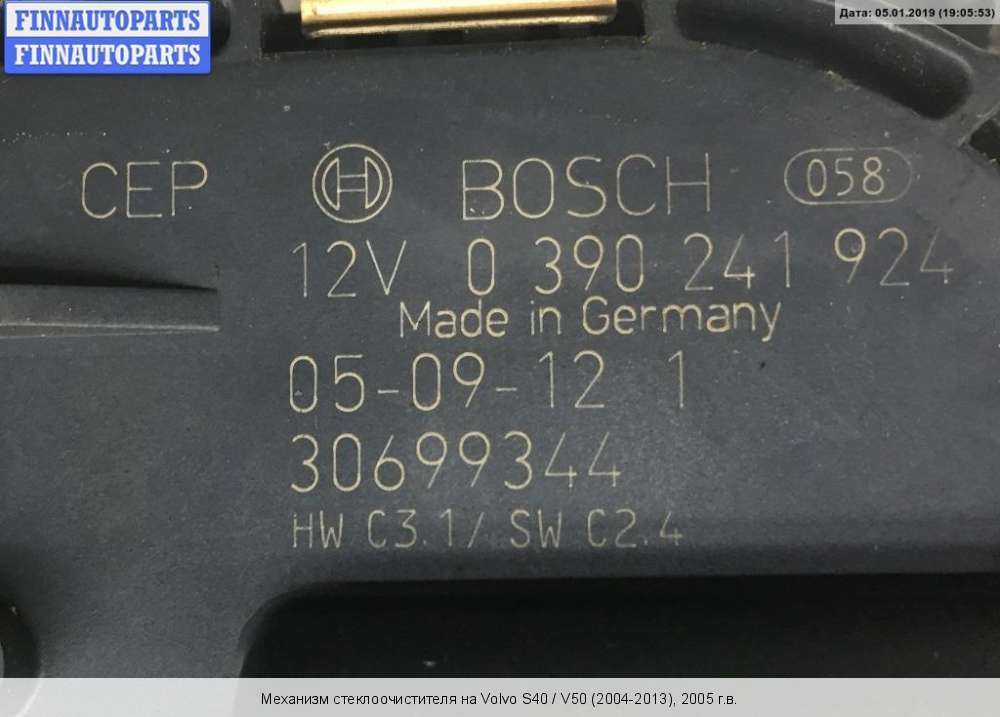 FINNAUTOPARTS
FINNAUTOPARTS
Дата: 05.01.2019 (19:05:53)
CEP BOSCH 058
12V 0 390 241 924
Made in Germany
05-09-12 1
30699344
HW C3.1/ SW C2.4
Механизм стеклоочистителя на Volvo S40 / V50 (2004-2013), 2005 г.в.